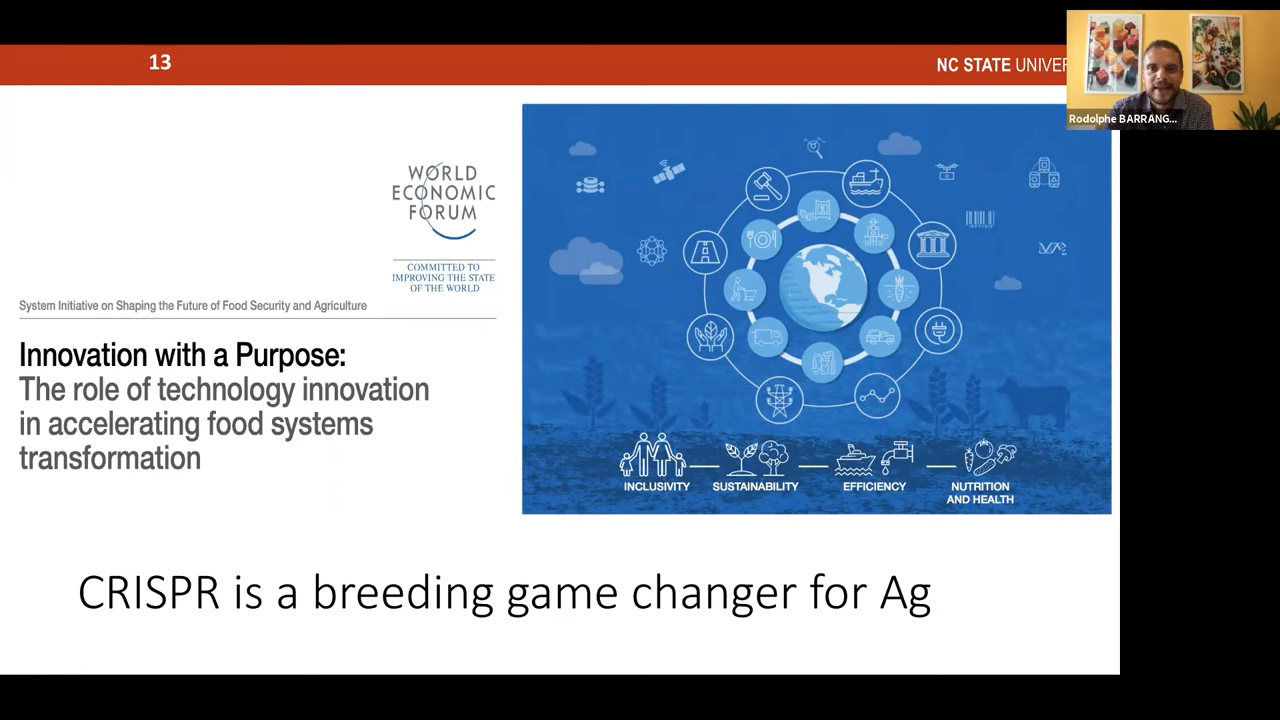 13
NC STATE UNIVER
Rodolphe BARRANG...
WORLD
ECONOMIC
FORUM
COMMITTED TO
IMPROVING THE STATE
OF THE WORLD
System Initiative on Shaping the Future of Food Security and Agriculture
Innovation with a Purpose:
The role of technology innovation
in accelerating food systems
transformation
INCLUSIVITY
SUSTAINABILITY
EFFICIENCY
NUTRITION
AND HEALTH
CRISPR is a breeding game changer for Ag